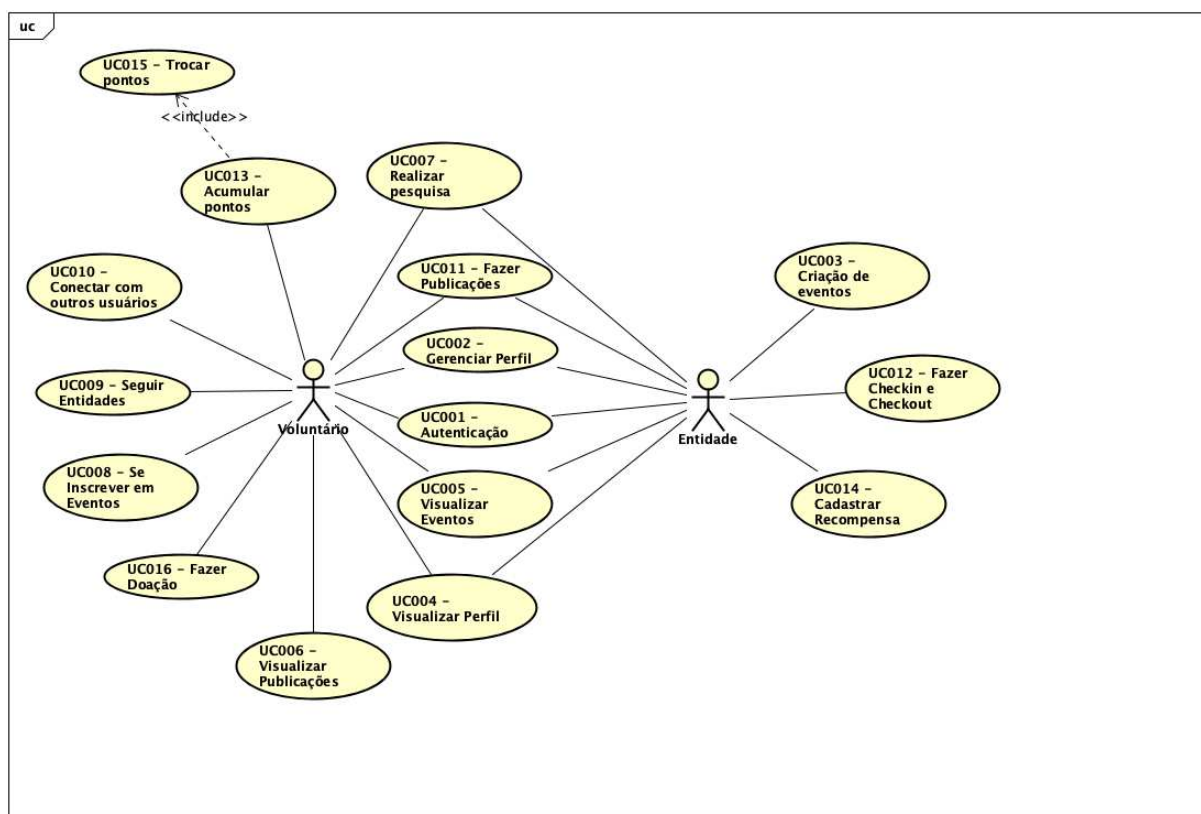 uc
UC015 – Trocar
pontos
<<include>>
UC013 –
Acumular
pontos
UC007 –
Realizar
pesquisa
UC010 –
Conectar com
outros usuários
UC011 – Fazer
Publicações
UC003 –
Criação de
eventos
UC002 –
Gerenciar Perfil
UC009 – Seguir
Entidades
UC012 – Fazer
Checkin e
Checkout
Voluntário
UC001 –
Autenticação
Entidade
UC008 – Se
Inscrever em
Eventos
UC005 –
Visualizar
Eventos
UC014 –
Cadastrar
Recompensa
UC016 – Fazer
Doação
UC004 –
Visualizar Perfil
UC006 –
Visualizar
Publicações